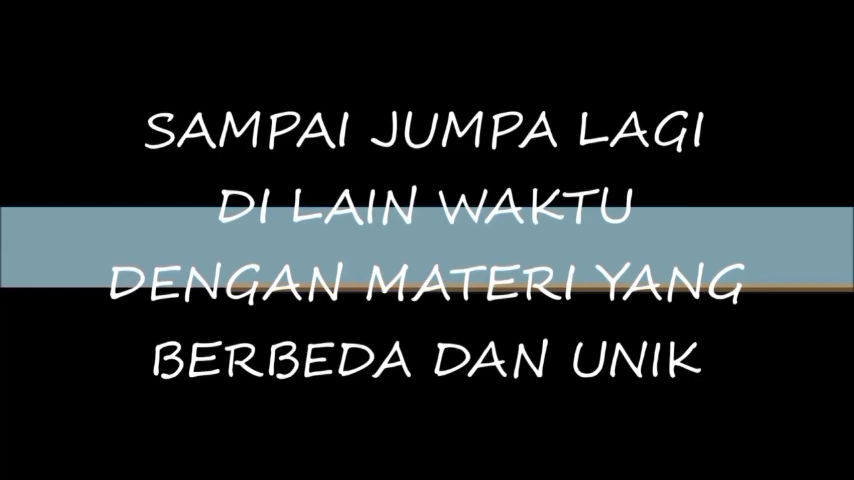 SAMPAI JUMPA LAGI
DI LAIN WAKTU
DENGAN MATERI YANG
BERBEDA DAN UNIK